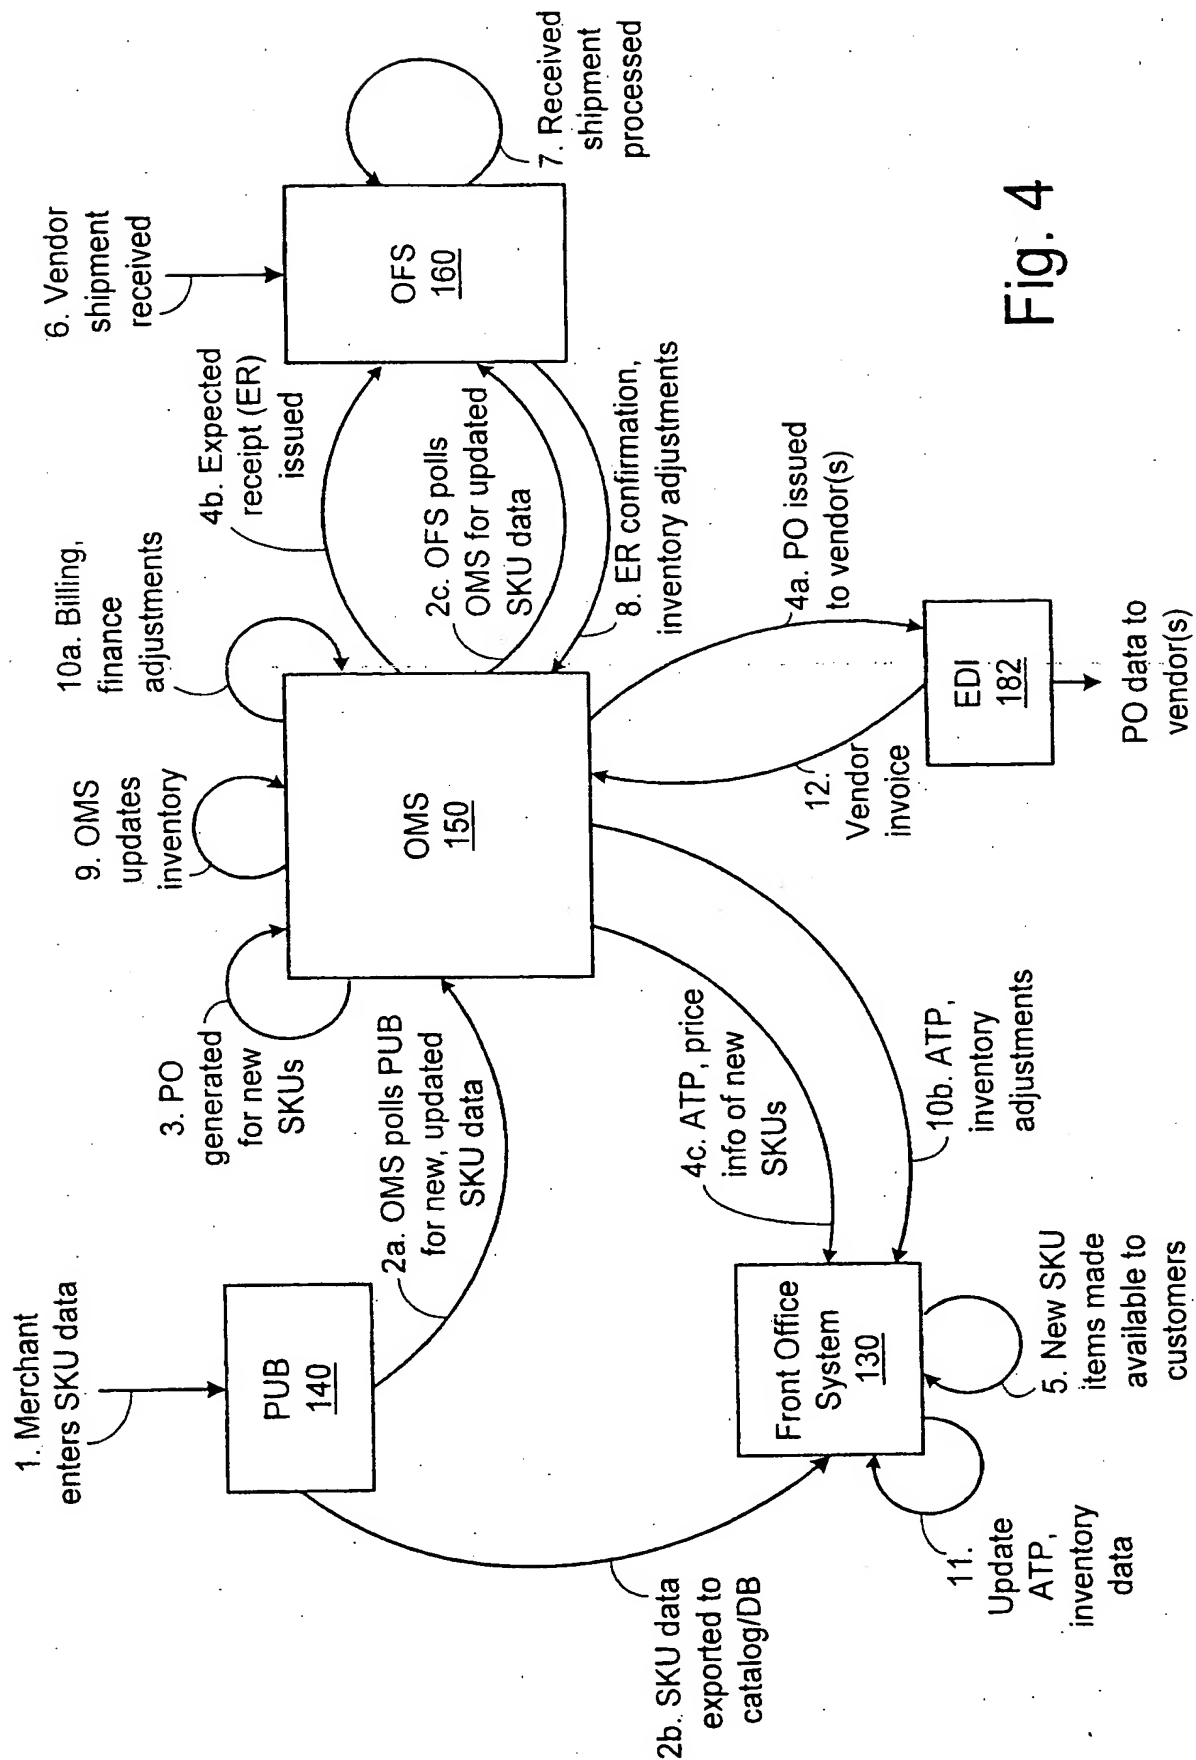 1. Merchant
enters SKU data
PUB
140
2a. OMS polls PUB
for new, updated
SKU data
2b. SKU data
exported to
catalog/DB
3. PO
generated
for new
SKUs
9. OMS
updates
inventory
10a. Billing,
finance
adjustments
OMS
150
4b. Expected
receipt (ER)
issued
2c. OFS polls
OMS for updated
SKU data
8. ER confirmation,
inventory adjustments
6. Vendor
shipment
received
OFS
160
7. Received
shipment
processed
4a. PO issued
to vendor(s)
12.
Vendor
invoice
EDI
182
PO data to
vendor(s)
4c. ATP, price
info of new
SKUs
10b. ATP,
inventory
adjustments
Front Office
System
130
5. New SKU
items made
available to
customers
11.
Update
ATP,
inventory
data
Fig. 4